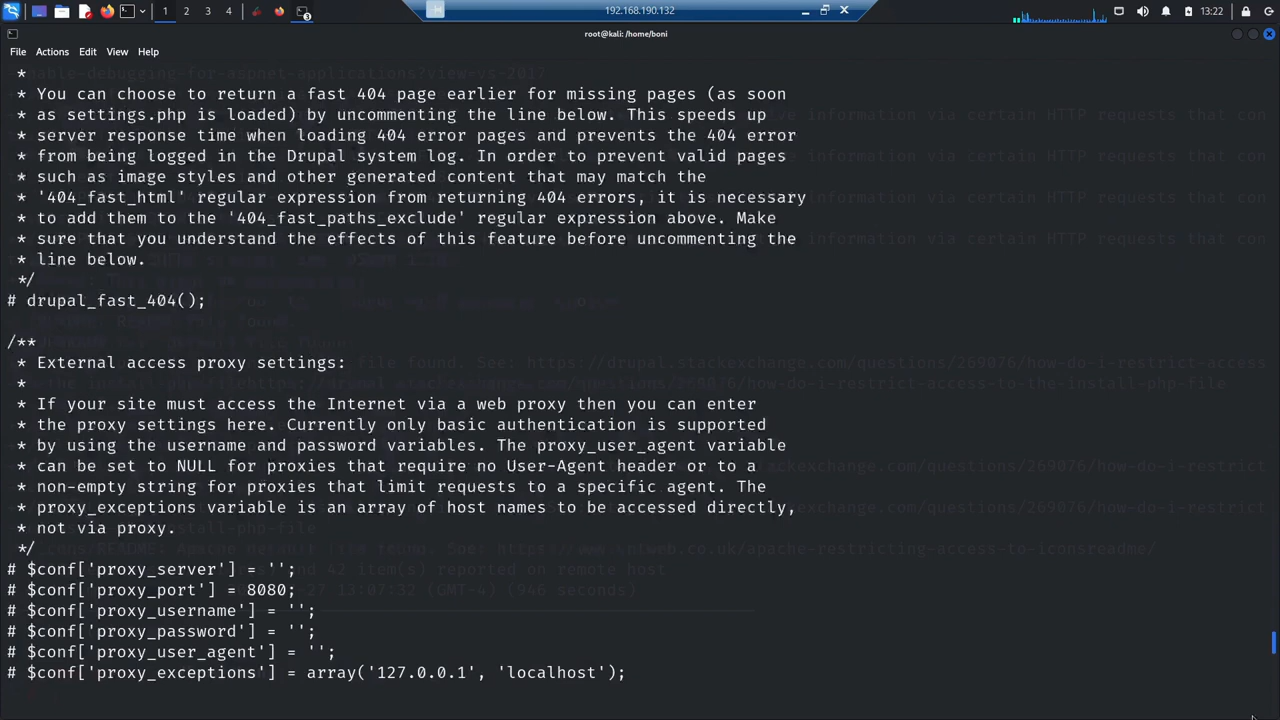 1
2
3
4
3
192.168.190.132
13:22
root@kali: /home/boni
File Actions Edit View Help
*
* You can choose to return a fast 404 page earlier for missing pages (as soon
* as settings.php is loaded) by uncommenting the line below. This speeds up
* server response time when loading 404 error pages and prevents the 404 error
* from being logged in the Drupal system log. In order to prevent valid pages
* such as image styles and other generated content that may match the
* '404_fast_html' regular expression from returning 404 errors, it is necessary
* to add them to the '404_fast_paths_exclude' regular expression above. Make
* sure that you understand the effects of this feature before uncommenting the
* line below.
*/
# drupal_fast_404();
/**
* External access proxy settings:
*
* If your site must access the Internet via a web proxy then you can enter
* the proxy settings here. Currently only basic authentication is supported
* by using the username and password variables. The proxy_user_agent variable
* can be set to NULL for proxies that require no User-Agent header or to a
* non-empty string for proxies that limit requests to a specific agent. The
* proxy_exceptions variable is an array of host names to be accessed directly,
* not via proxy.
*/
# $conf['proxy_server'] = '';
# $conf['proxy_port'] = 8080;
# $conf['proxy_username'] = '';
# $conf['proxy_password'] = '';
# $conf['proxy_user_agent'] = '';
# $conf['proxy_exceptions'] = array('127.0.0.1', 'localhost');